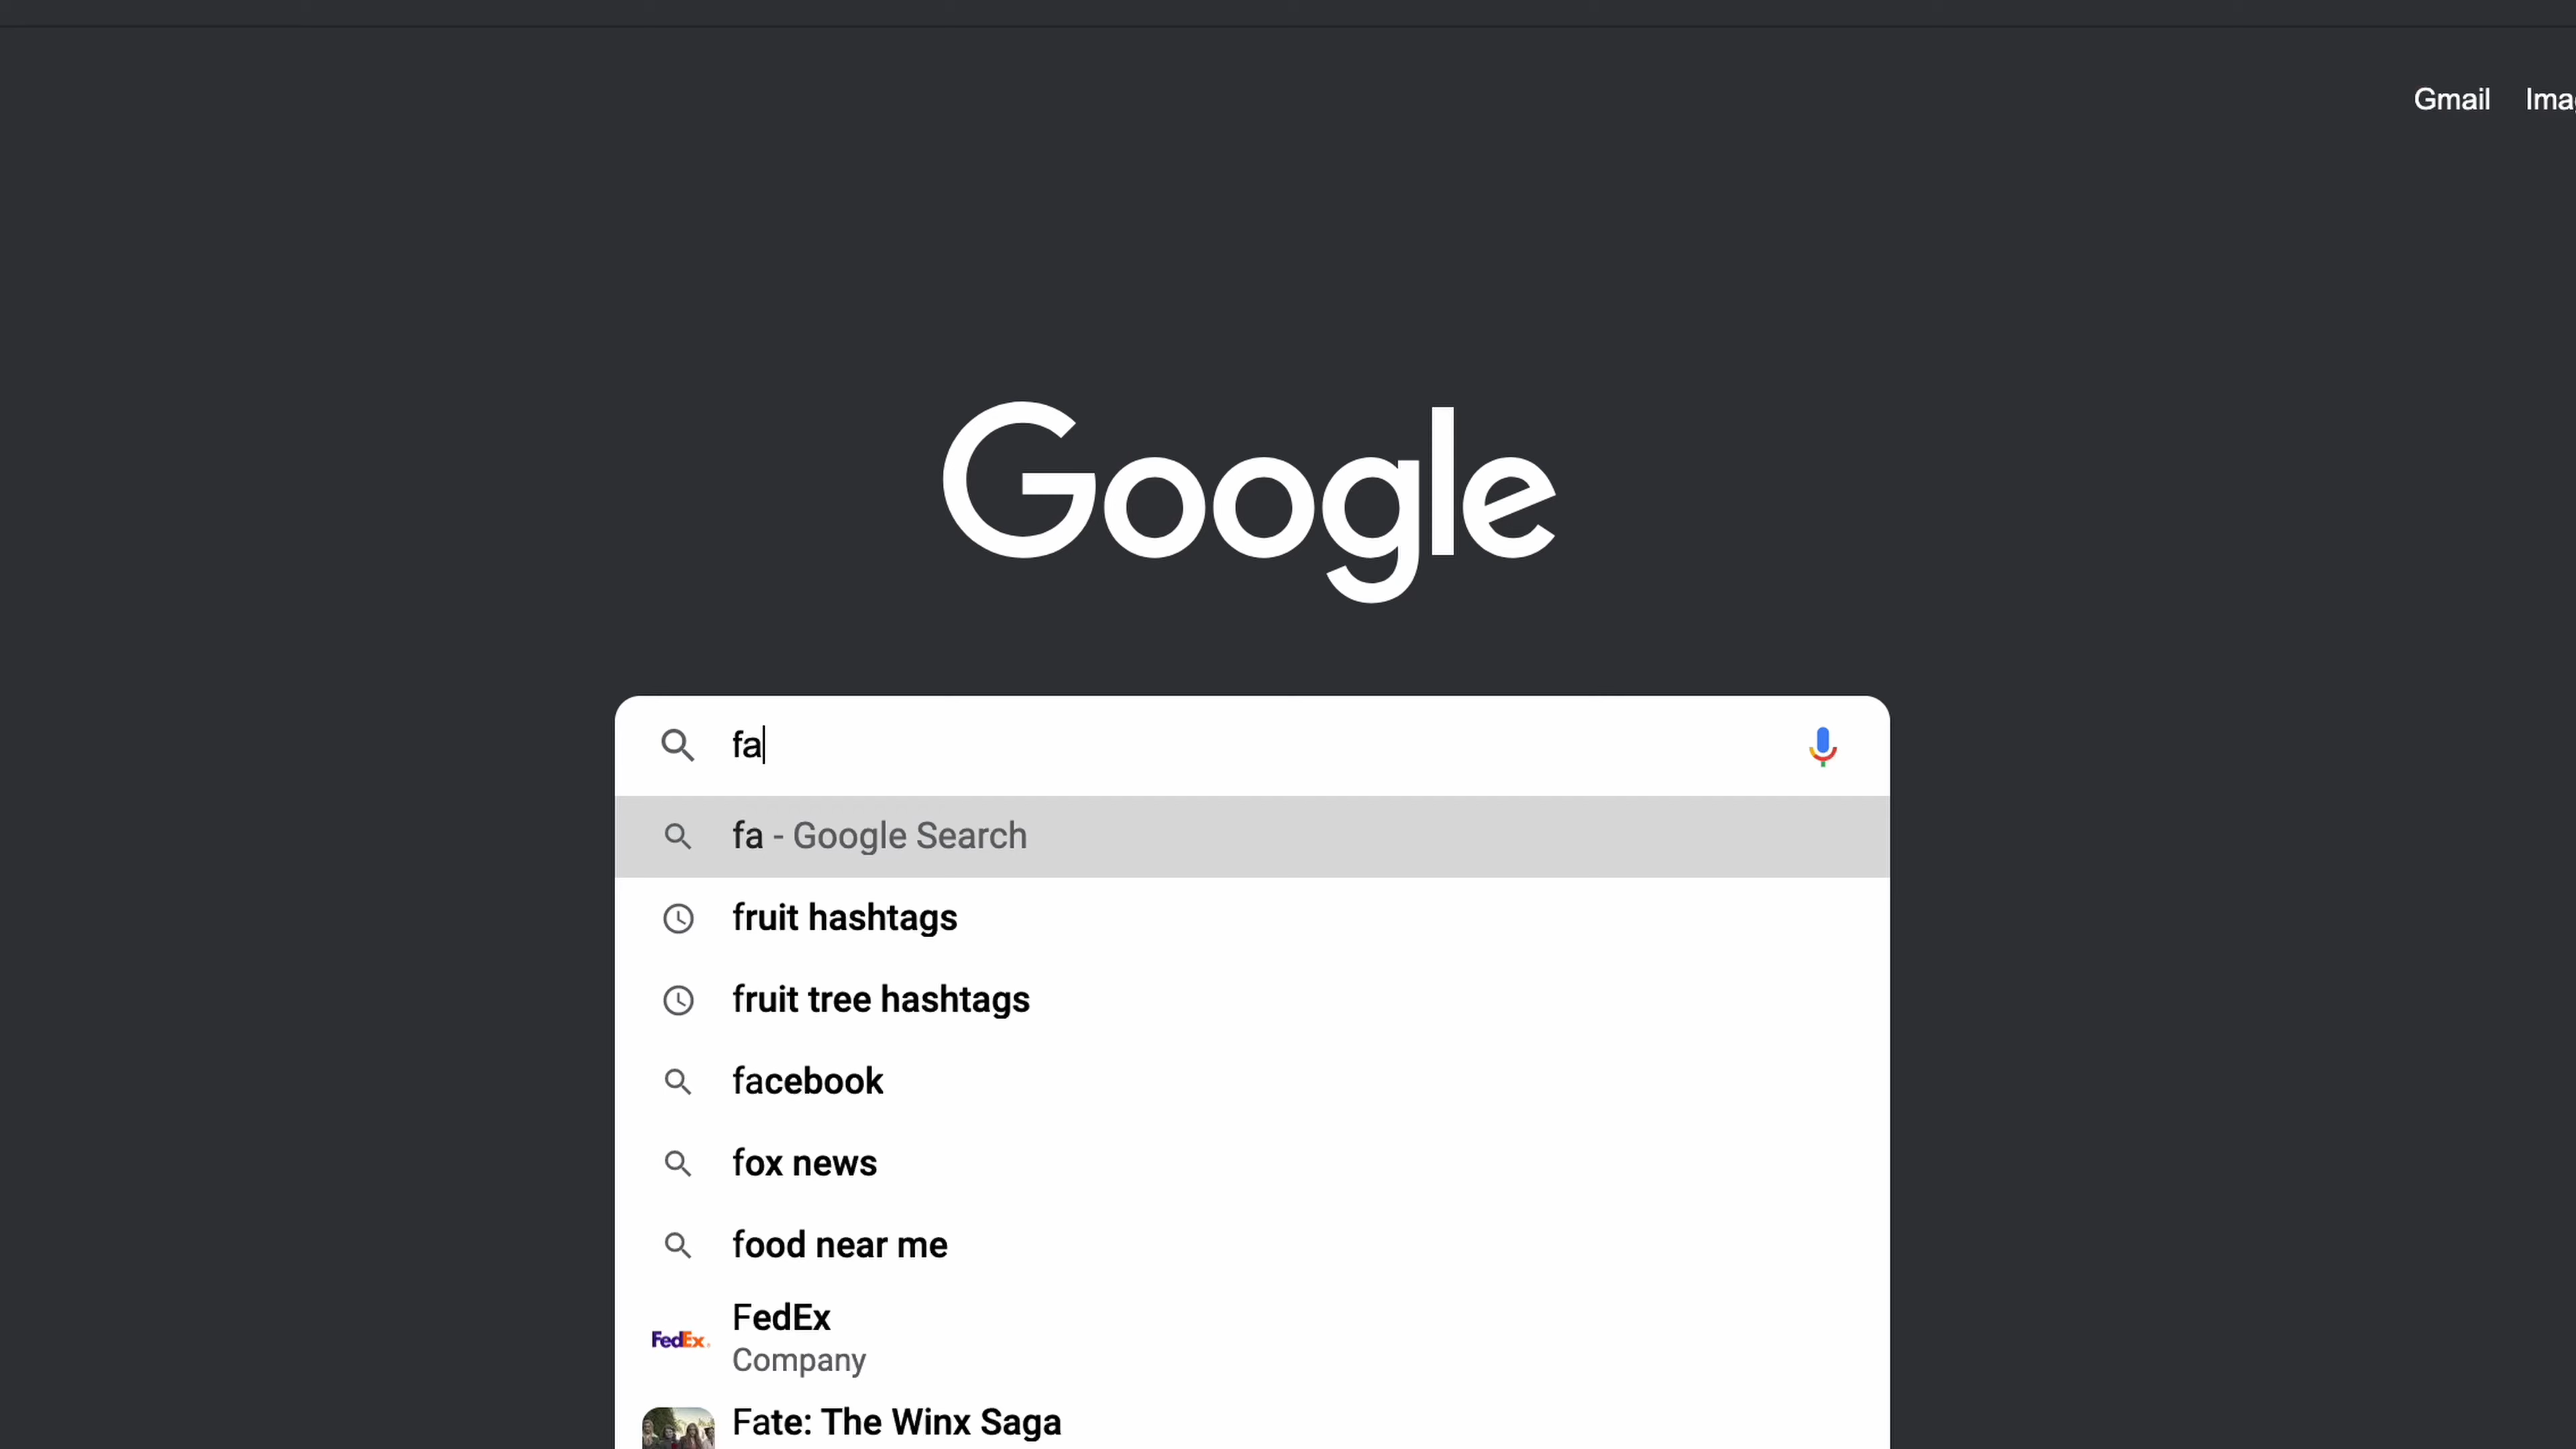 Gmail
Google
fa
fa - Google Search
fruit hashtags
fruit tree hashtags
facebook
fox news
food near me
FedEx
FedEx
Company
Fate: The Winx Saga